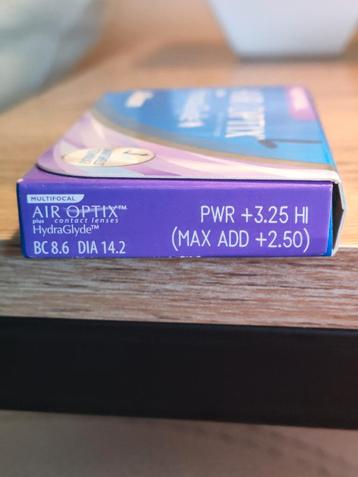 MULTIFOCAL
AIR OPTIX™
plus contact lenses
HydraGlyde™
BC 8.6 DIA 14.2
PWR +3.25 HI
(MAX ADD +2.50)